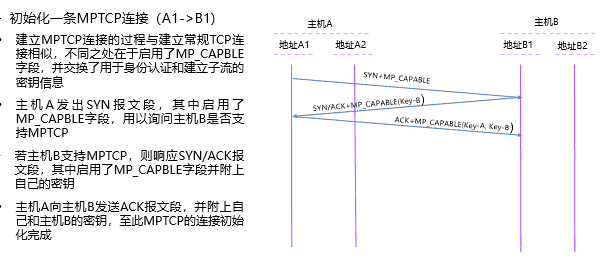 初始化一条MPTCP连接（A1->B1）
• 建立MPTCP连接的过程与建立常规TCP连
接相似，不同之处在于启用了MP_CAPBLE
字段，并交换了用于身份认证和建立子流的
密钥信息
• 主机A发出SYN报文段，其中启用了
MP_CAPBLE字段，用以询问主机B是否支
持MPTCP
• 若主机B支持MPTCP，则响应SYN/ACK报
文段，其中启用了MP_CAPBLE字段并附上
自己的密钥
• 主机A向主机B发送ACK报文段，并附上自
己和主机B的密钥，至此MPTCP的连接初始
化完成
主机A
主机B
地址A1
地址A2
地址B1
地址B2
SYN+MP_CAPABLE
SYN/ACK+MP_CAPABLE(Key-B)
ACK+MP_CAPABLE(Key-A, Key-B)